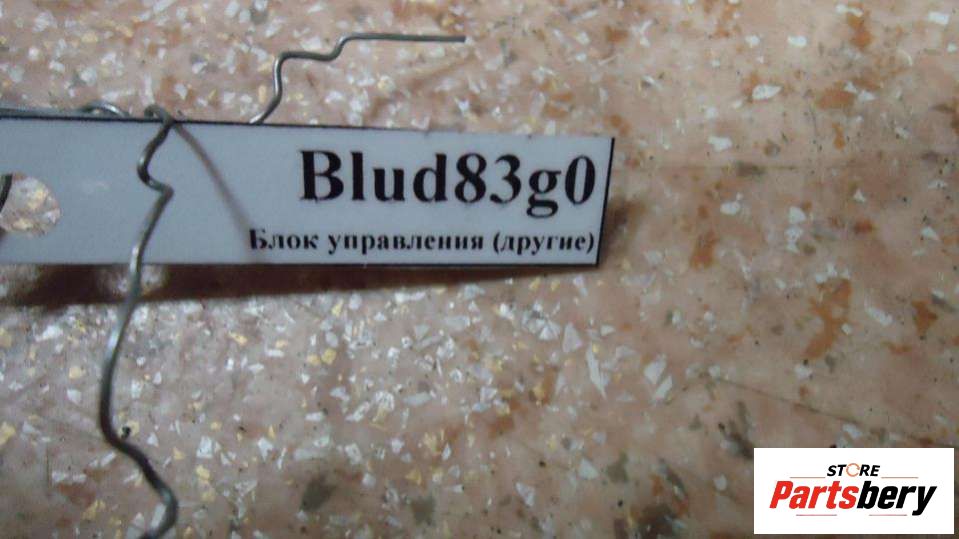 Blud83g0
Блок управления (другие)
STORE
Partsbery